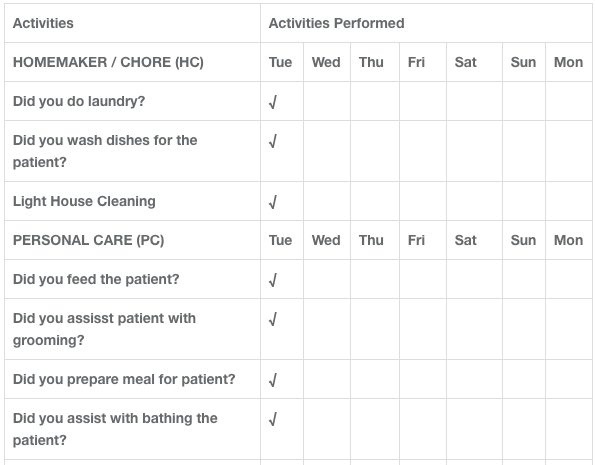 Activities Activities Performed
HOMEMAKER / CHORE (HC) Tue Wed Thu Fri Sat Sun Mon
Did you do laundry? √
Did you wash dishes for the √
patient?
Light House Cleaning √
PERSONAL CARE (PC) Tue Wed Thu Fri Sat Sun Mon
Did you feed the patient? √
Did you assisst patient with √
grooming?
Did you prepare meal for patient? √
Did you assist with bathing the √
patient?